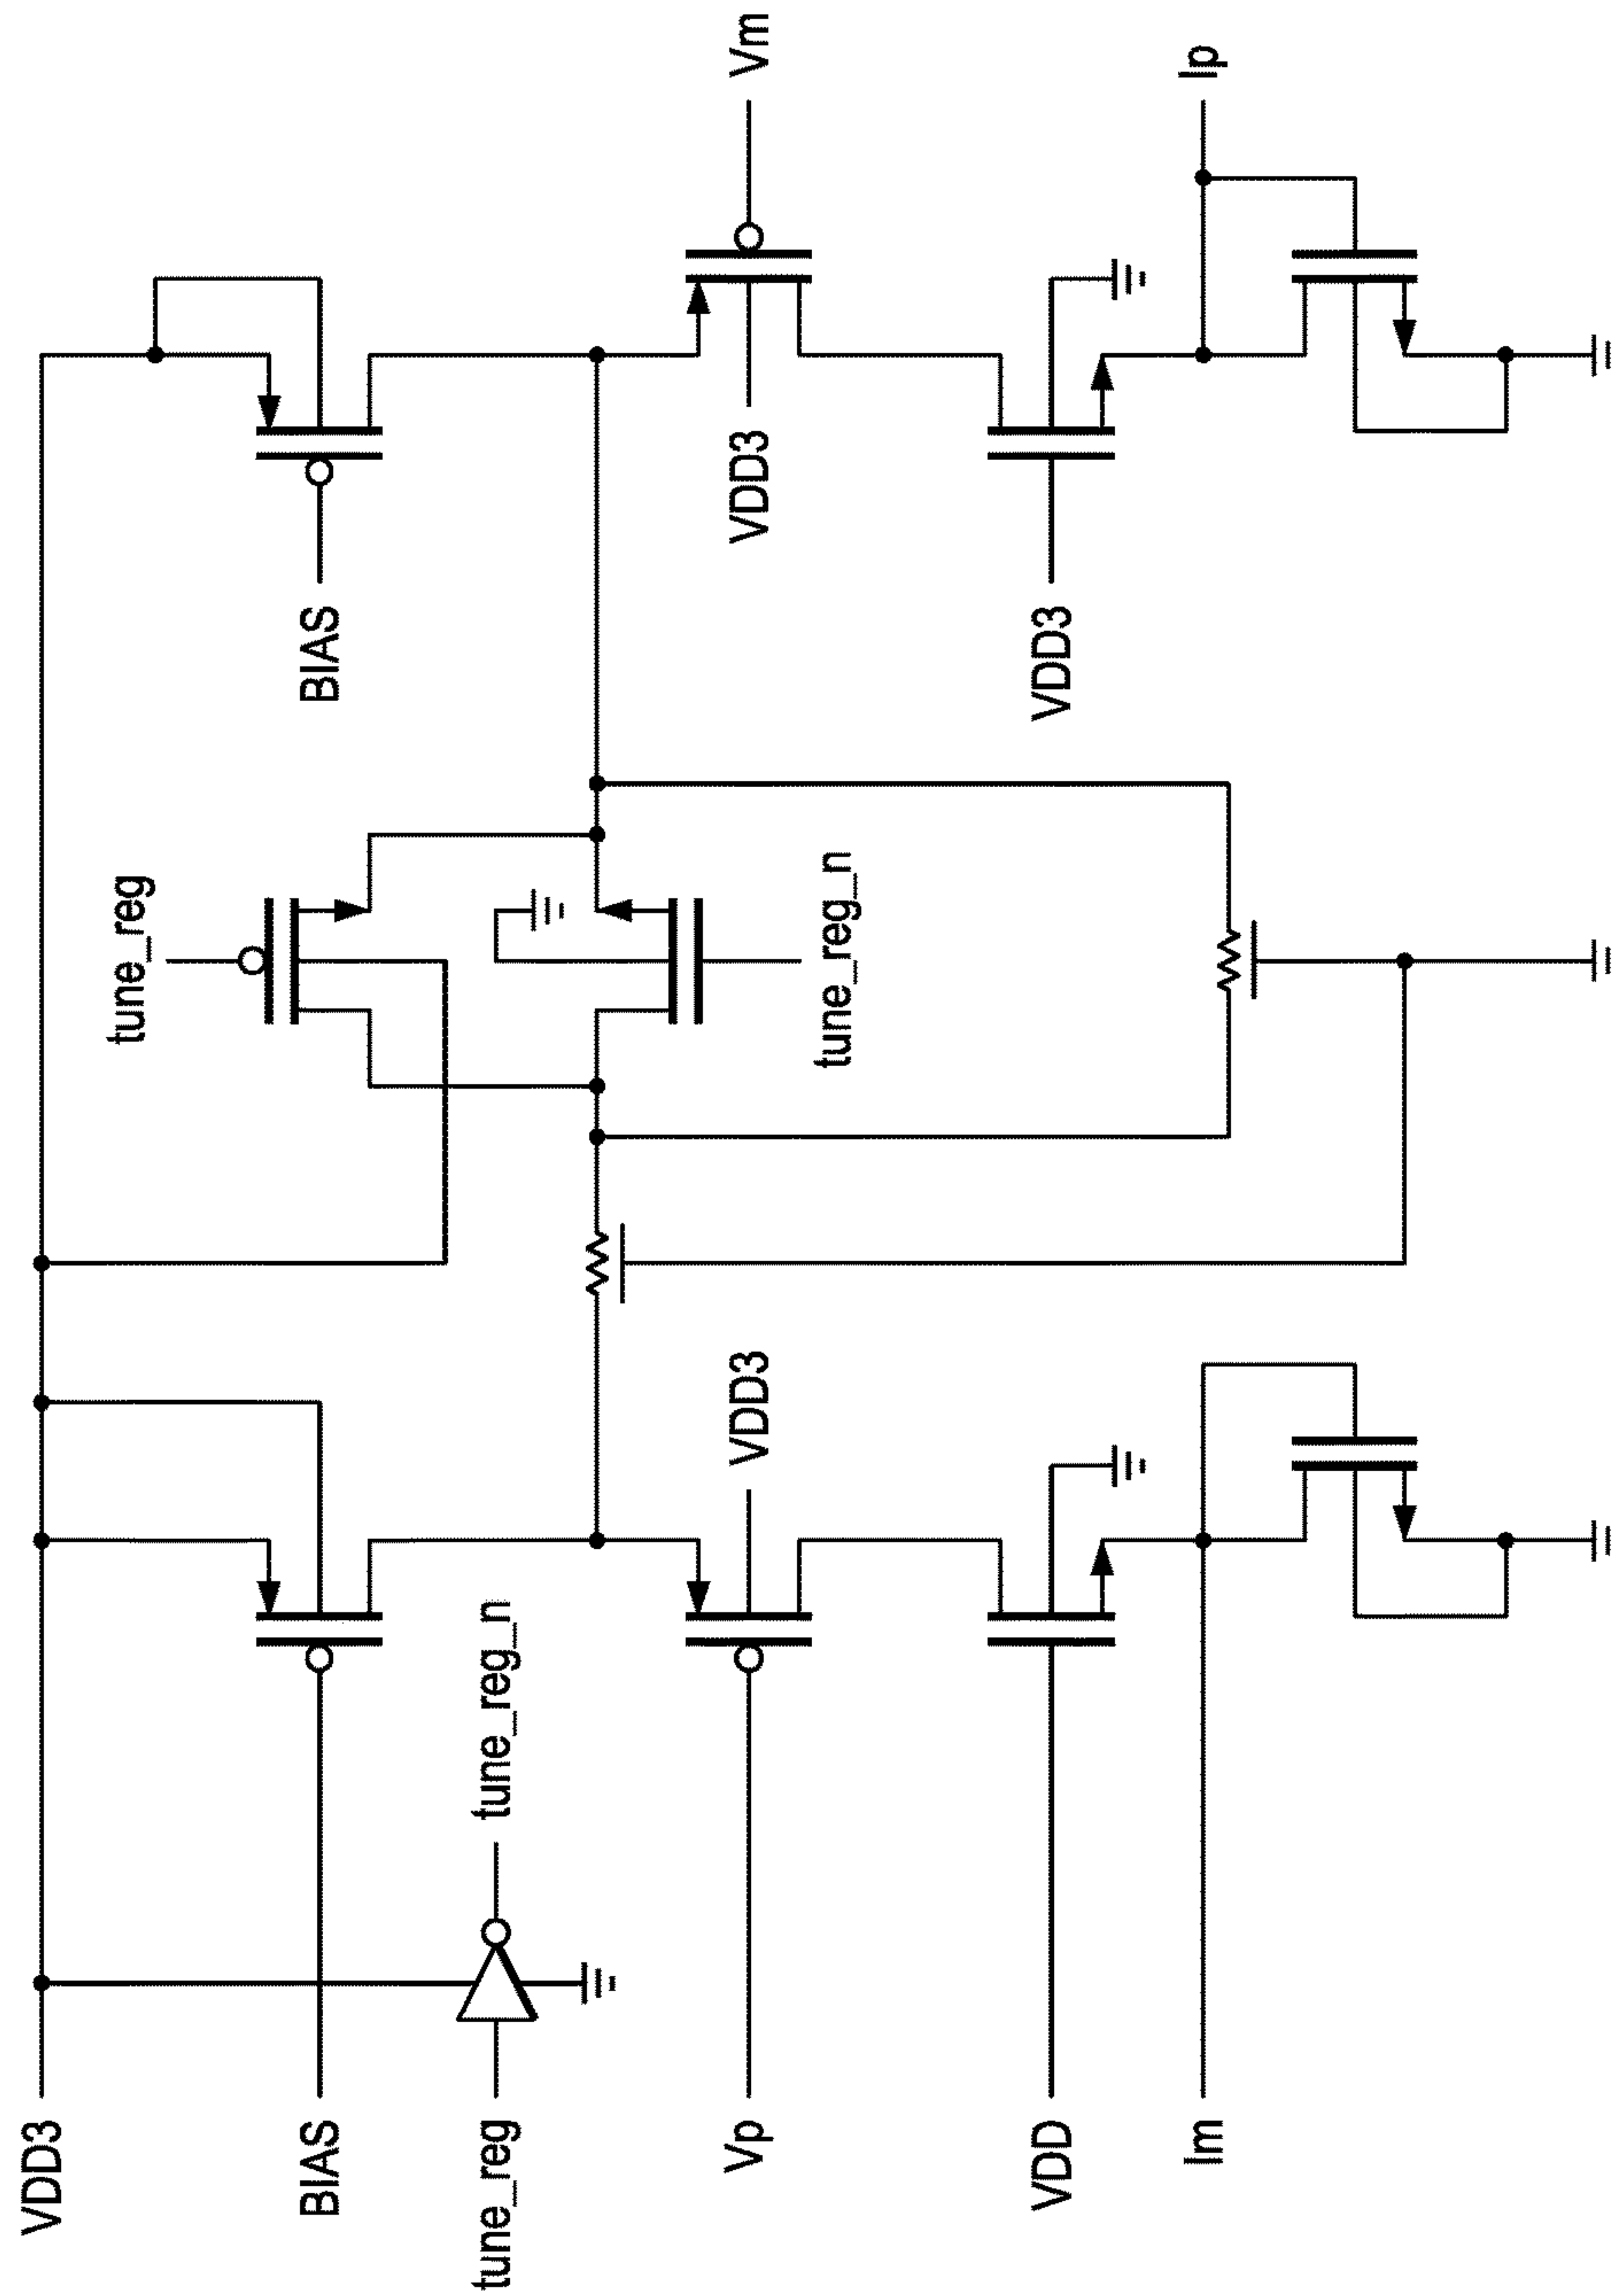 VDD3
tune_reg
BIAS
BIAS
tune_reg
tune_reg_n
Vp
VDD3
VDD3
Vm
tune_reg_n
VDD
VDD3
Im
Ip